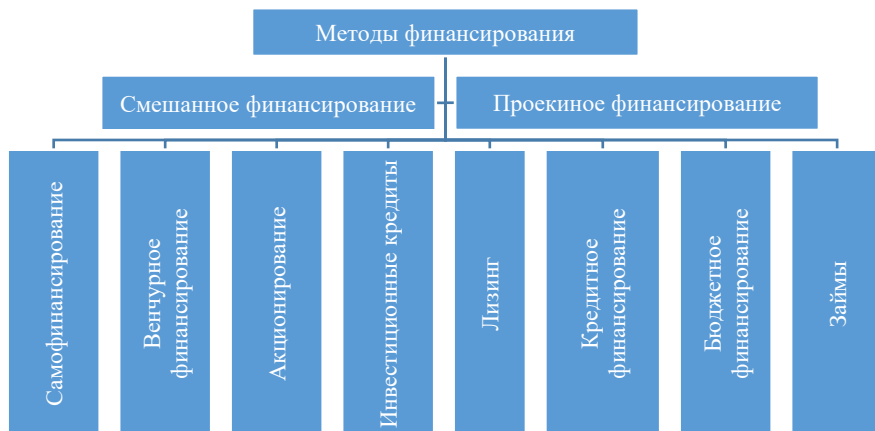 Методы финансирования
Смешанное финансирование
Проекиное финансирование
Самофинансирование
Венчурное
финансирование
Акционирование
Инвестиционные кредиты
Лизинг
Кредитное
финансирование
Бюджетное
финансирование
Займы